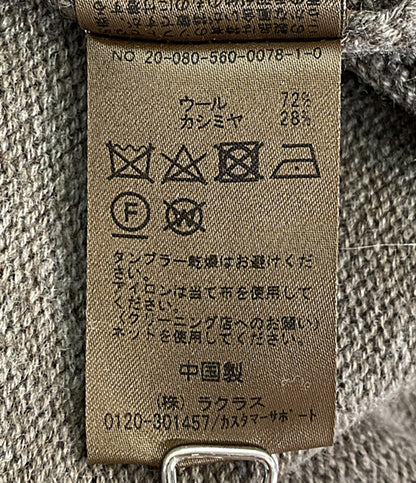 NO 20-080-560-0078-1-0
ウール 72%
カシミヤ 28%
F
W
タンブラー乾燥はお避けくだ
さい。
アイロンは当て布を使用して
ください。
(クリーニング店へのお願い)
ネットを使用してください。
中国製
(株) ラクラス
0120-301457/カスタマーサポート